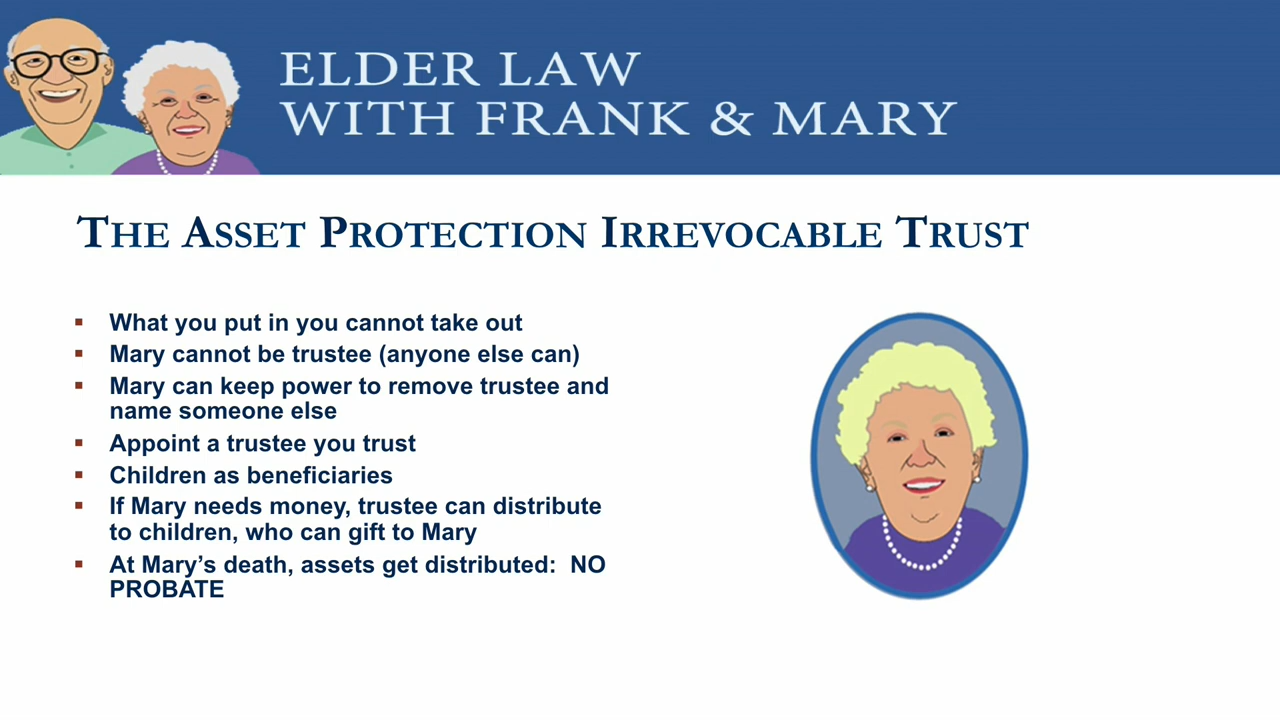 ELDER LAW
WITH FRANK & MARY
THE ASSET PROTECTION IRREVOCABLE TRUST
▪ What you put in you cannot take out
▪ Mary cannot be trustee (anyone else can)
▪ Mary can keep power to remove trustee and
name someone else
▪ Appoint a trustee you trust
▪ Children as beneficiaries
▪ If Mary needs money, trustee can distribute
to children, who can gift to Mary
▪ At Mary’s death, assets get distributed:  NO
PROBATE